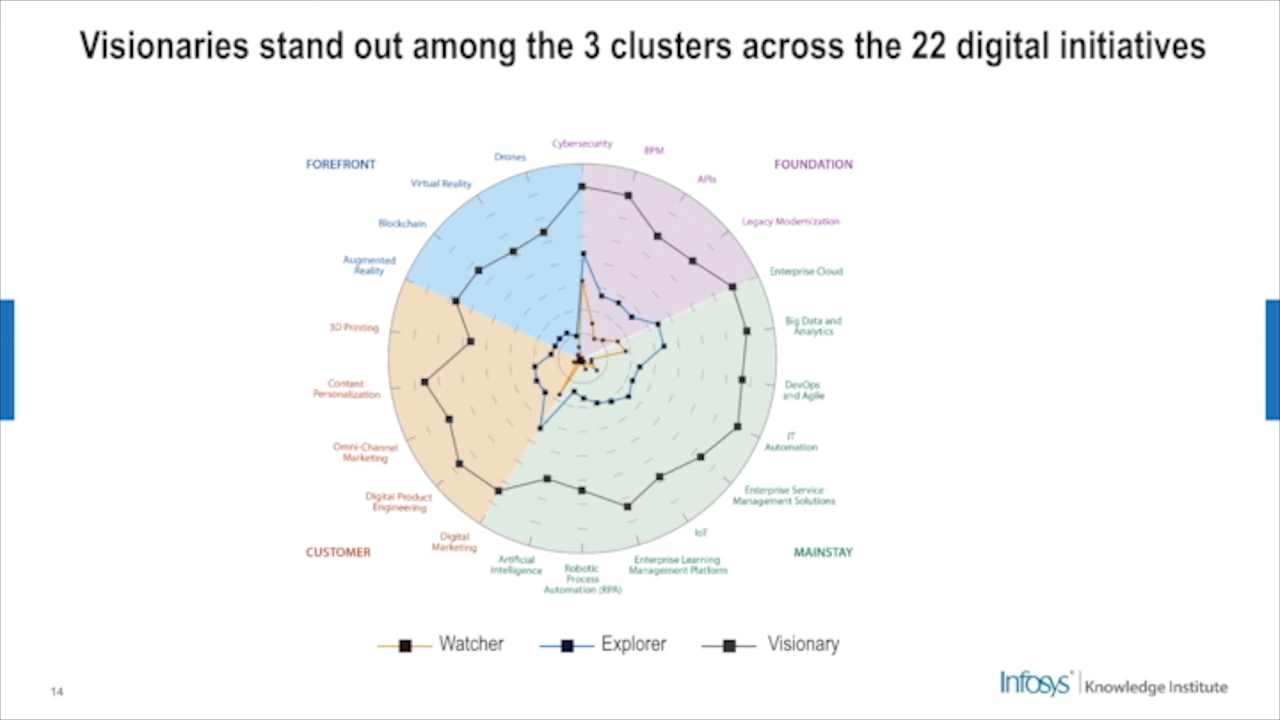 Visionaries stand out among the 3 clusters across the 22 digital initiatives
FOREFRONT
FOUNDATION
Cybersecurity
BPM
APIs
Legacy Modernization
Enterprise Cloud
Big Data and
Analytics
DevOps
and Agile
IT
Automation
Enterprise Service
Management Solutions
IoT
Enterprise Learning
Management Platform
Robotic
Process
Automation (RPA)
Artificial
Intelligence
Digital
Marketing
Digital Product
Engineering
Omni-Channel
Marketing
Content
Personalization
3D Printing
Augmented
Reality
Blockchain
Virtual Reality
Drones
CUSTOMER
MAINSTAY
Watcher
Explorer
Visionary
14
Infosys® | Knowledge Institute